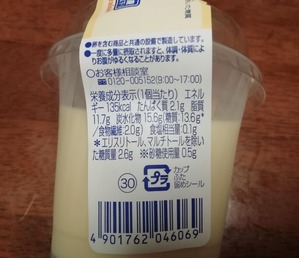 ●卵を含む商品と共通の設備で製造しています。
●一度に多量に摂取されますと、体調・体質によ
りお腹がゆるくなることがあります。
○お客様相談室
0120-005152(9:00〜17:00)
栄養成分表示(1個当たり) エネル
ギー135kcal たんぱく質2.1g 脂質
11.7g 炭水化物15.6g(糖質:13.6g*
/食物繊維:2.0g) 食塩相当量0.1g
*エリスリトール、マルチトールを除い
た糖質量2.6g ※砂糖使用量0.5g
30
プラ
カップ
ふた
留めシール
4 901762 046069